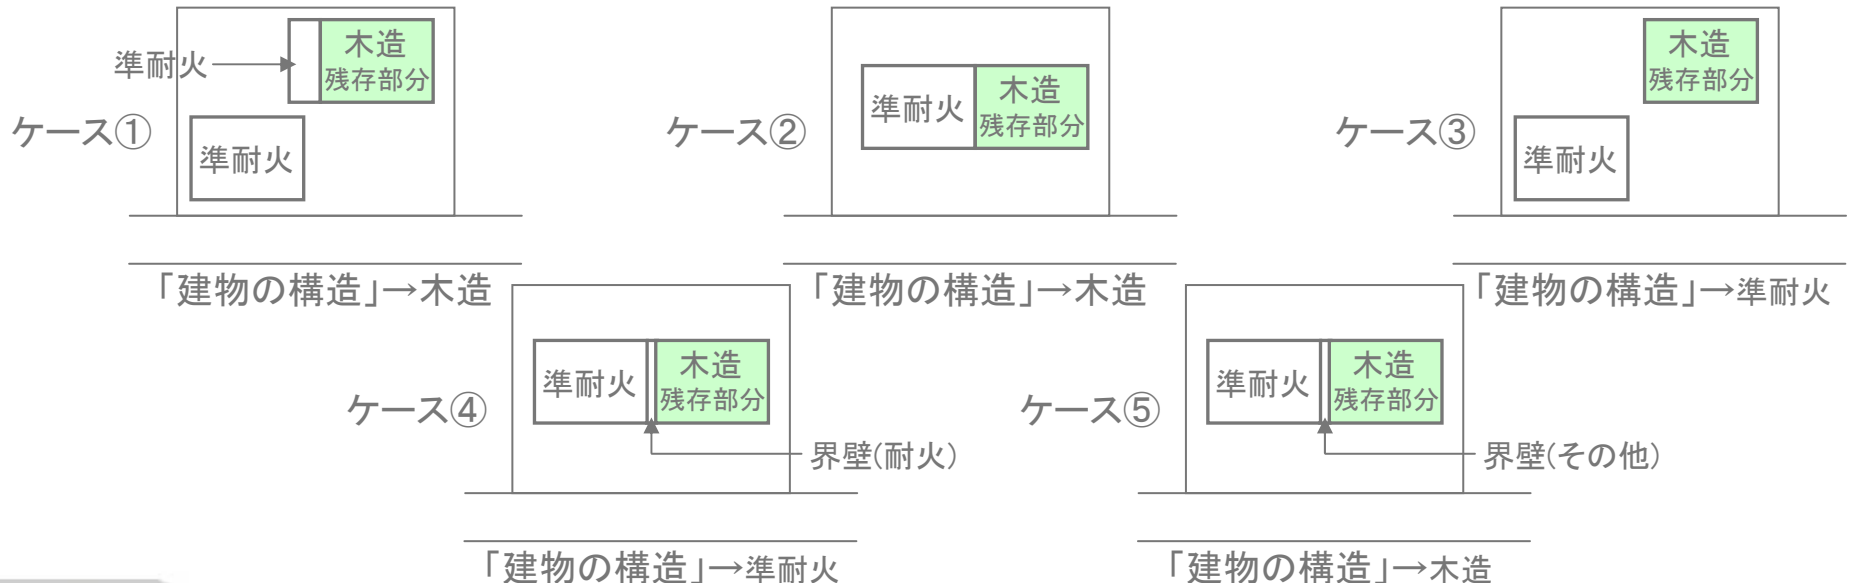 ケース①
準耐火
木造
残存部分
準耐火
「建物の構造」→木造
ケース②
準耐火
木造
残存部分
「建物の構造」→木造
ケース③
木造
残存部分
準耐火
「建物の構造」→準耐火
ケース④
準耐火
木造
残存部分
界壁(耐火)
「建物の構造」→準耐火
ケース⑤
準耐火
木造
残存部分
界壁(その他)
「建物の構造」→木造